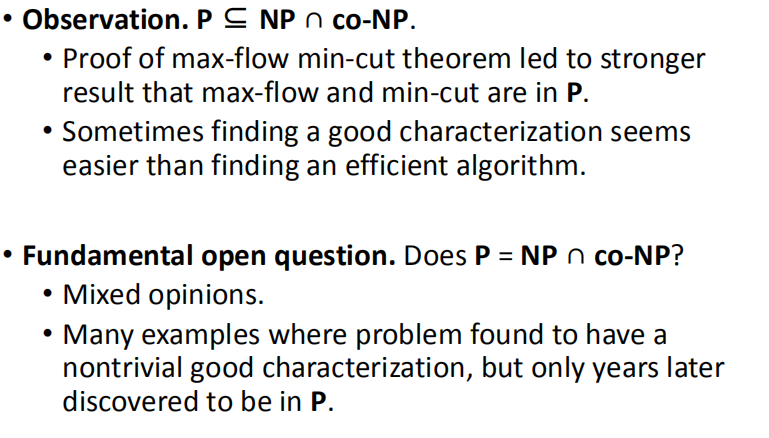 • Observation. P ⊆ NP ∩ co-NP.
• Proof of max-flow min-cut theorem led to stronger
result that max-flow and min-cut are in P.
• Sometimes finding a good characterization seems
easier than finding an efficient algorithm.
• Fundamental open question. Does P = NP ∩ co-NP?
• Mixed opinions.
• Many examples where problem found to have a
nontrivial good characterization, but only years later
discovered to be in P.